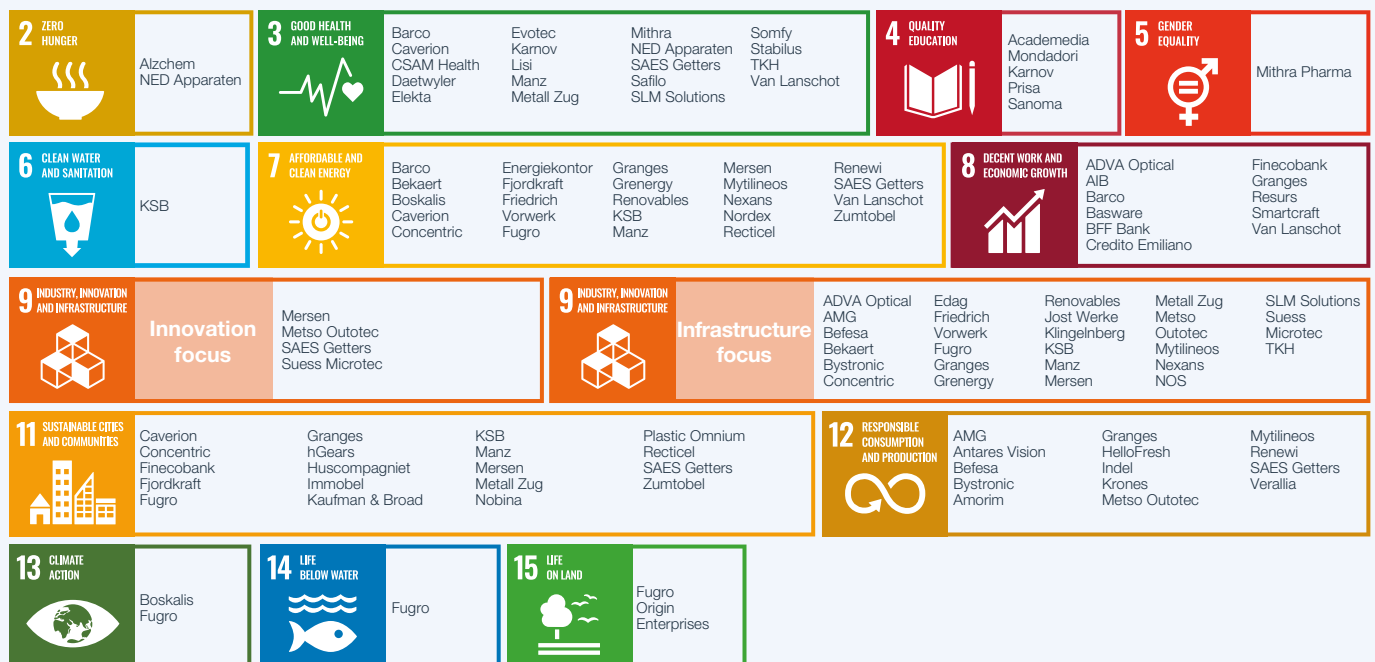 2 ZERO
HUNGER
Alzchem
NED Apparaten
3 GOOD HEALTH
AND WELL-BEING
Barco
Caverion
CSAM Health
Daetwyler
Elekta
Evotec
Karnov
Lisi
Manz
Metall Zug
Mithra
NED Apparaten
SAES Getters
Safilo
SLM Solutions
Somfy
Stabilus
TKH
Van Lanschot
4 QUALITY
EDUCATION
Academedia
Mondadori
Karnov
Prisa
Sanoma
5 GENDER
EQUALITY
Mithra Pharma
6 CLEAN WATER
AND SANITATION
KSB
7 AFFORDABLE AND
CLEAN ENERGY
Barco
Bekaert
Boskalis
Caverion
Concentric
Energiekontor
Fjordkraft
Friedrich
Vorwerk
Fugro
Granges
Grenergy
Renovables
KSB
Manz
Mersen
Mytilineos
Nexans
Nordex
Recticel
Renewi
SAES Getters
Van Lanschot
Zumtobel
8 DECENT WORK AND
ECONOMIC GROWTH
ADVA Optical
AIB
Barco
Basware
BFF Bank
Credito Emiliano
Finecobank
Granges
Resurs
Smartcraft
Van Lanschot
9 INDUSTRY, INNOVATION
AND INFRASTRUCTURE
Innovation
focus
Mersen
Metso Outotec
SAES Getters
Suess Microtec
9 INDUSTRY, INNOVATION
AND INFRASTRUCTURE
Infrastructure
focus
ADVA Optical
AMG
Befesa
Bekaert
Bystronic
Concentric
Edag
Friedrich
Vorwerk
Fugro
Granges
Grenergy
Renovables
Jost Werke
Klingelnberg
KSB
Manz
Mersen
Metall Zug
Metso
Outotec
Mytilineos
Nexans
NOS
SLM Solutions
Suess
Microtec
TKH
11 SUSTAINABLE CITIES
AND COMMUNITIES
Caverion
Concentric
Finecobank
Fjordkraft
Fugro
Granges
hGears
Huscompagniet
Immobel
Kaufman & Broad
KSB
Manz
Mersen
Metall Zug
Nobina
Plastic Omnium
Recticel
SAES Getters
Zumtobel
12 RESPONSIBLE
CONSUMPTION
AND PRODUCTION
AMG
Antares Vision
Befesa
Bystronic
Amorim
Granges
HelloFresh
Indel
Krones
Metso Outotec
Mytilineos
Renewi
SAES Getters
Verallia
13 CLIMATE
ACTION
Boskalis
Fugro
14 LIFE
BELOW WATER
Fugro
15 LIFE
ON LAND
Fugro
Origin
Enterprises